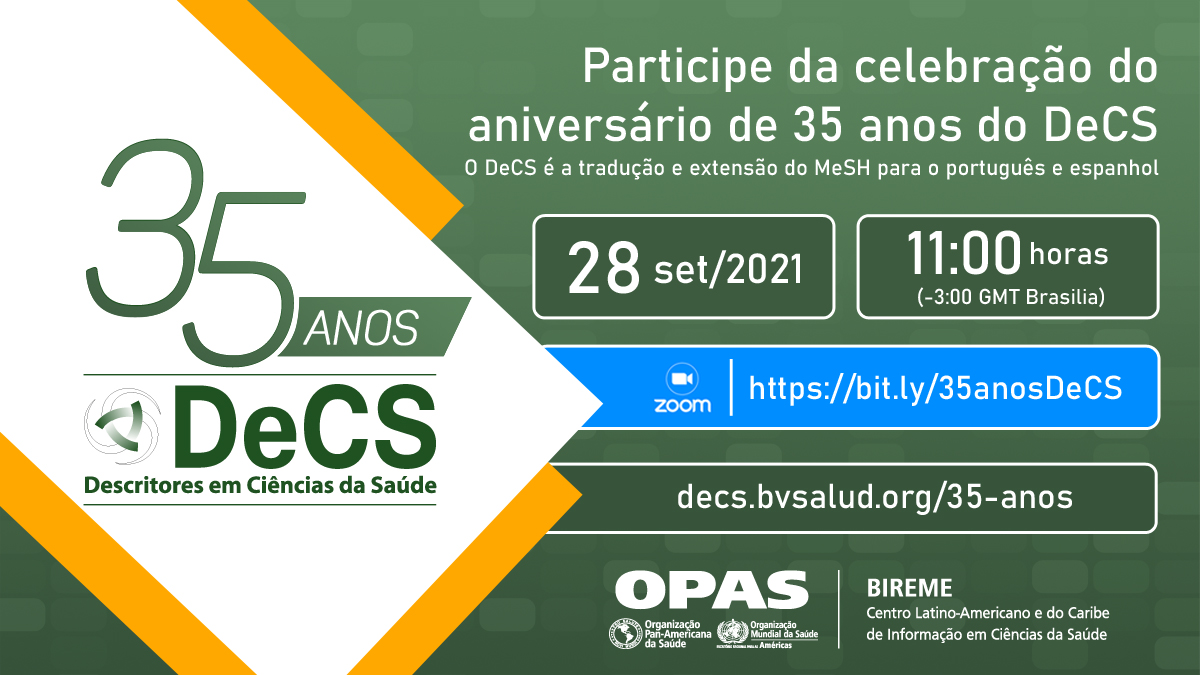 35
ANOS
DeCS
Descritores em Ciências da Saúde
Participe da celebração do
aniversário de 35 anos do DeCS
O DeCS é a tradução e extensão do MeSH para o português e espanhol
28 set/2021
11:00 horas
(-3:00 GMT Brasilia)
zoom
https://bit.ly/35anosDeCS
decs.bvsalud.org/35-anos
OPAS
Organização
Pan-Americana
da Saúde
Organização
Mundial da Saúde
Américas
BIREME
Centro Latino-Americano e do Caribe
de Informação em Ciências da Saúde